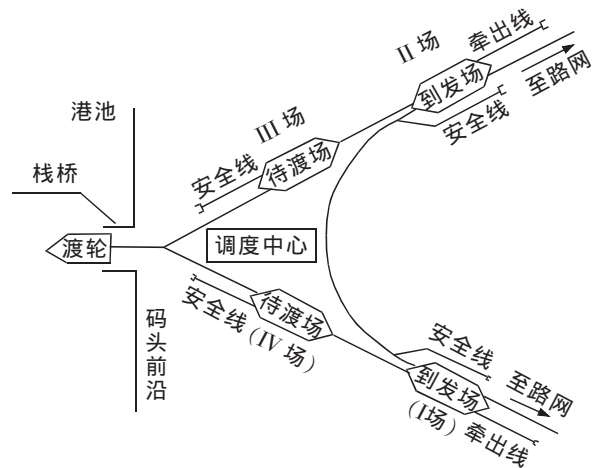 II 场
牵出线
到发场
至路网
安全线
港池
III 场
安全线
待渡场
栈桥
渡轮
调度中心
码头前沿
安全线
待渡场
(IV 场)
安全线
到发场
至路网
(I场)
牵出线